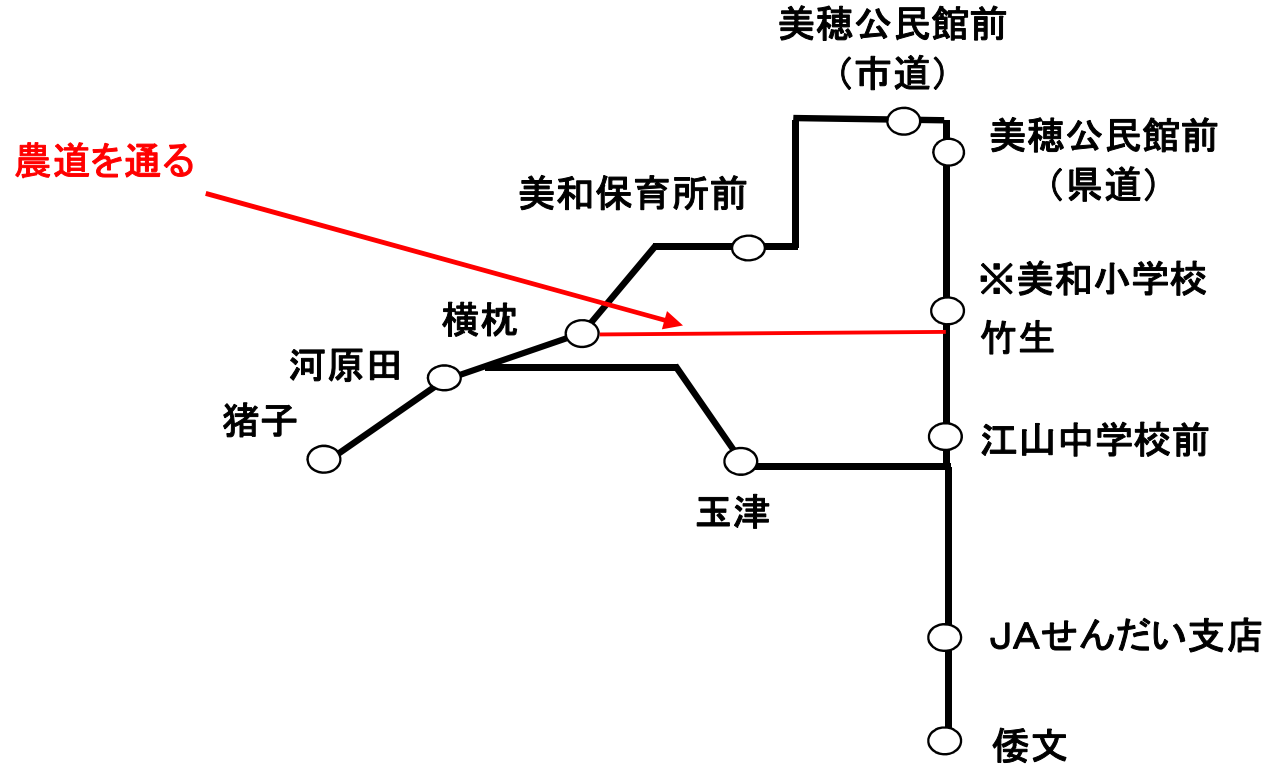 美穂公民館前
（市道）
美穂公民館前
（県道）
農道を通る
美和保育所前
※美和小学校
竹生
横枕
河原田
猪子
江山中学校前
玉津
ＪＡせんだい支店
倭文